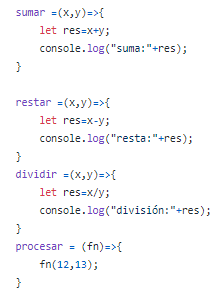 sumar =(x,y)=>{
let res=x+y;
console.log("suma:"+res);
}
restar =(x,y)=>{
let res=x-y;
console.log("resta:"+res);
}
dividir =(x,y)=>{
let res=x/y;
console.log("división:"+res);
}
procesar = (fn)=>{
fn(12,13);
}